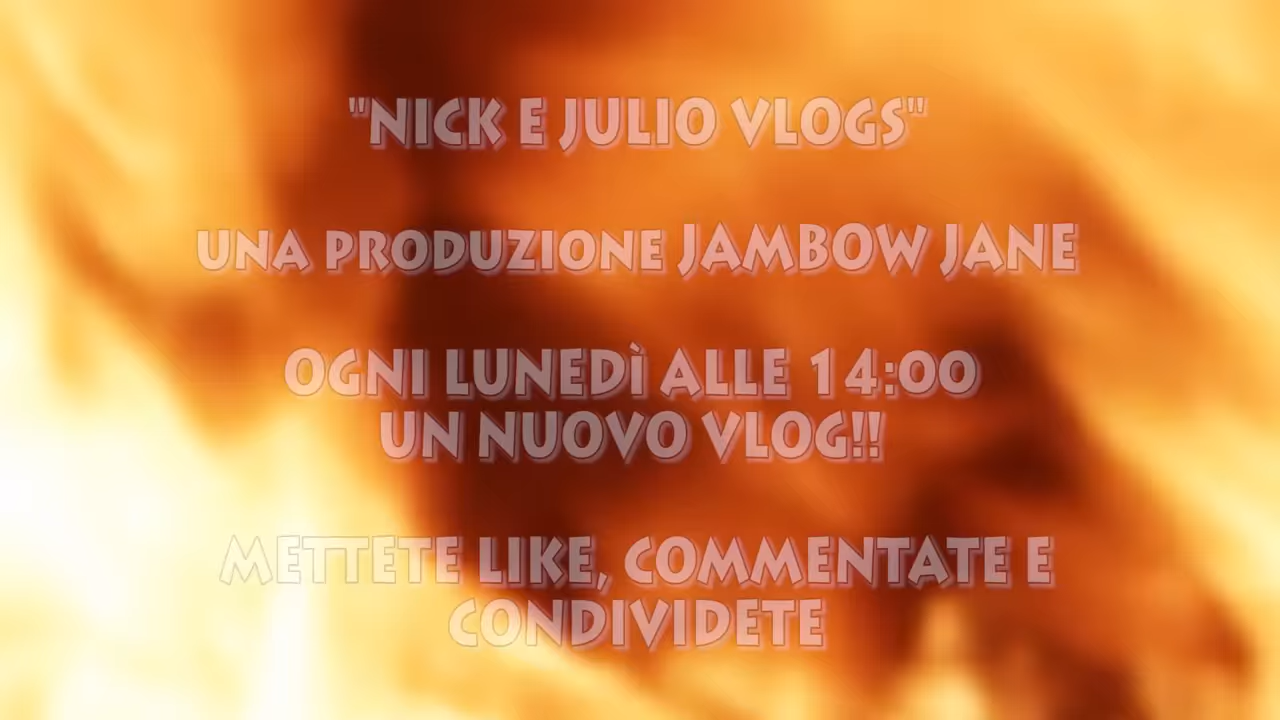 "NICK E JULIO VLOGS"
UNA PRODUZIONE JAMBOW JANE
OGNI LUNEDÌ ALLE 14:00
UN NUOVO VLOG!!
METTETE LIKE, COMMENTATE E
CONDIVIDETE